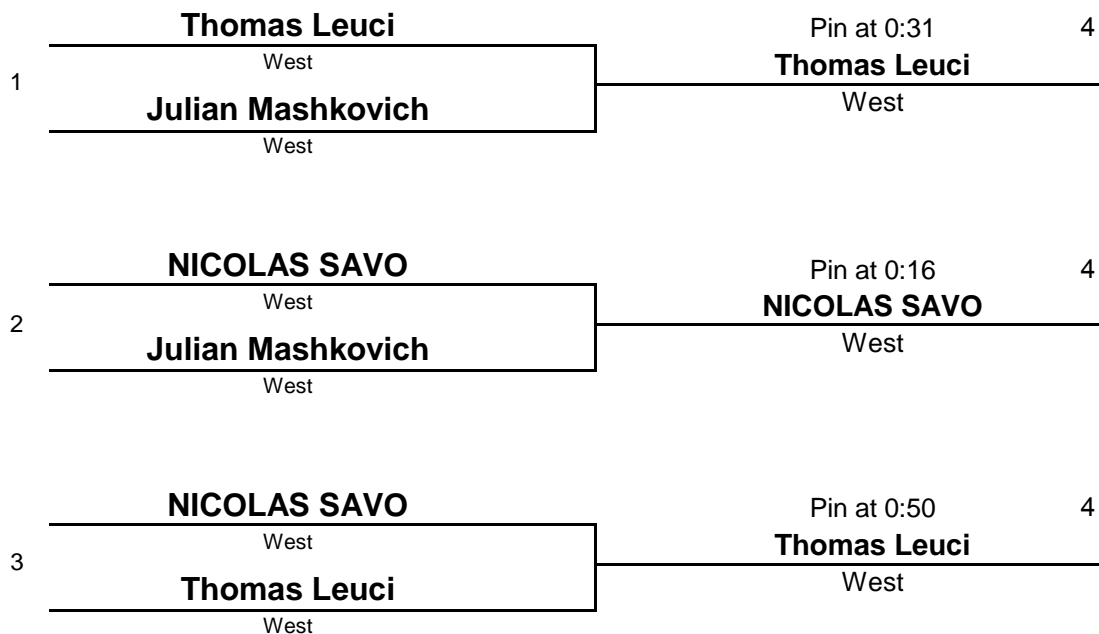 Thomas Leuci
West
1
Julian Mashkovich
West
Pin at 0:31 4
Thomas Leuci
West
NICOLAS SAVO
West
2
Julian Mashkovich
West
Pin at 0:16 4
NICOLAS SAVO
West
NICOLAS SAVO
West
3
Thomas Leuci
West
Pin at 0:50 4
Thomas Leuci
West